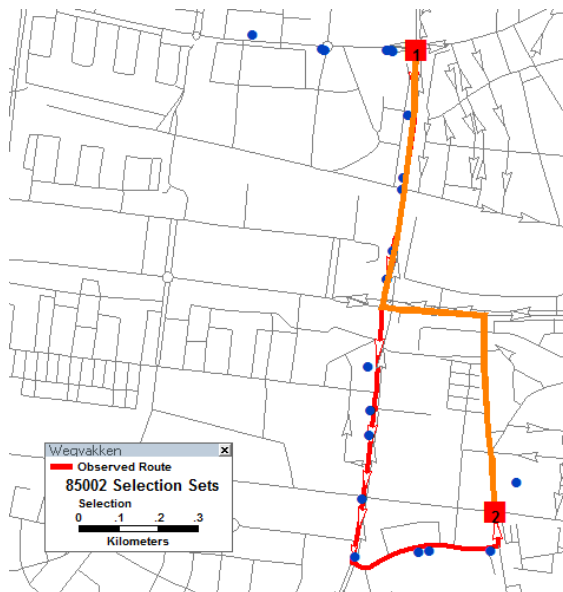 1
Wegvakken x
Observed Route
85002 Selection Sets
Selection
0 .1 .2 .3
Kilometers
2